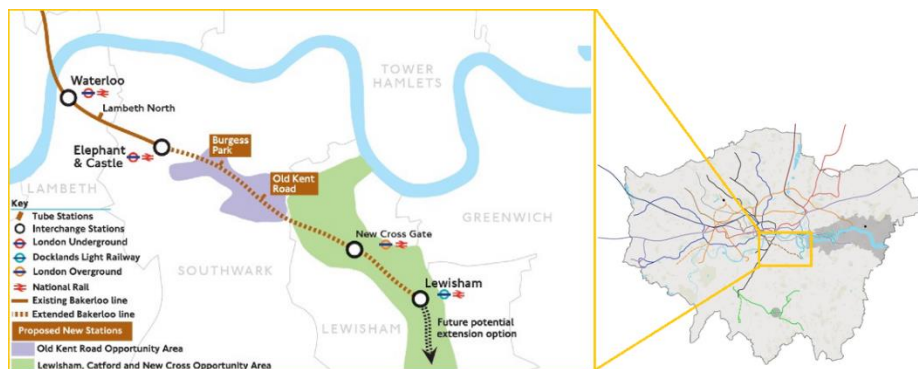 TOWER
HAMLETS
Waterloo
Lambeth North
Burgess
Park
Elephant
& Castle
Old Kent
Road
LAMBETH
GREENWICH
New Cross Gate
SOUTHWARK
Lewisham
LEWISHAM
Future potential
extension option
Key
Tube Stations
Interchange Stations
London Underground
Docklands Light Railway
London Overground
National Rail
Existing Bakerloo line
Extended Bakerloo line
Proposed New Stations
Old Kent Road Opportunity Area
Lewisham, Catford and New Cross Opportunity Area